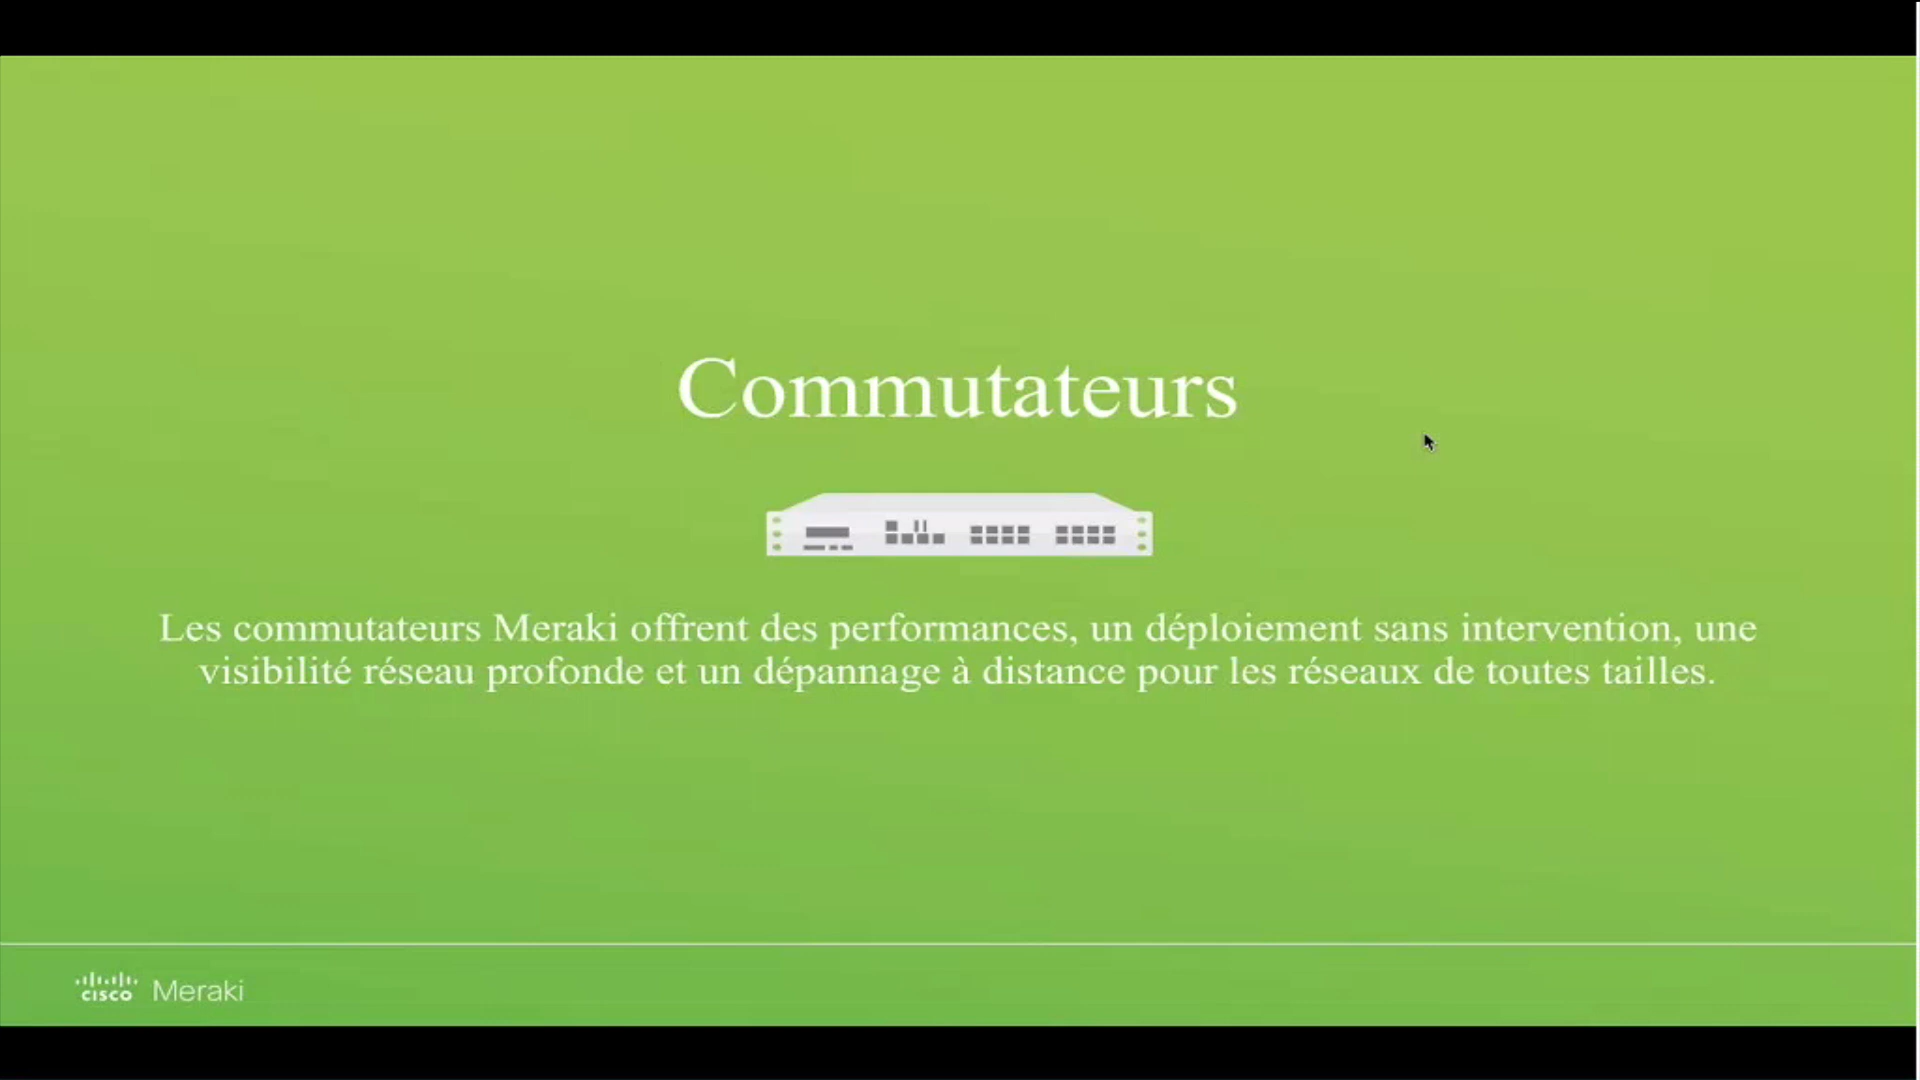 Commutateurs
Les commutateurs Meraki offrent des performances, un déploiement sans intervention, une
visibilité réseau profonde et un dépannage à distance pour les réseaux de toutes tailles.
cisco Meraki